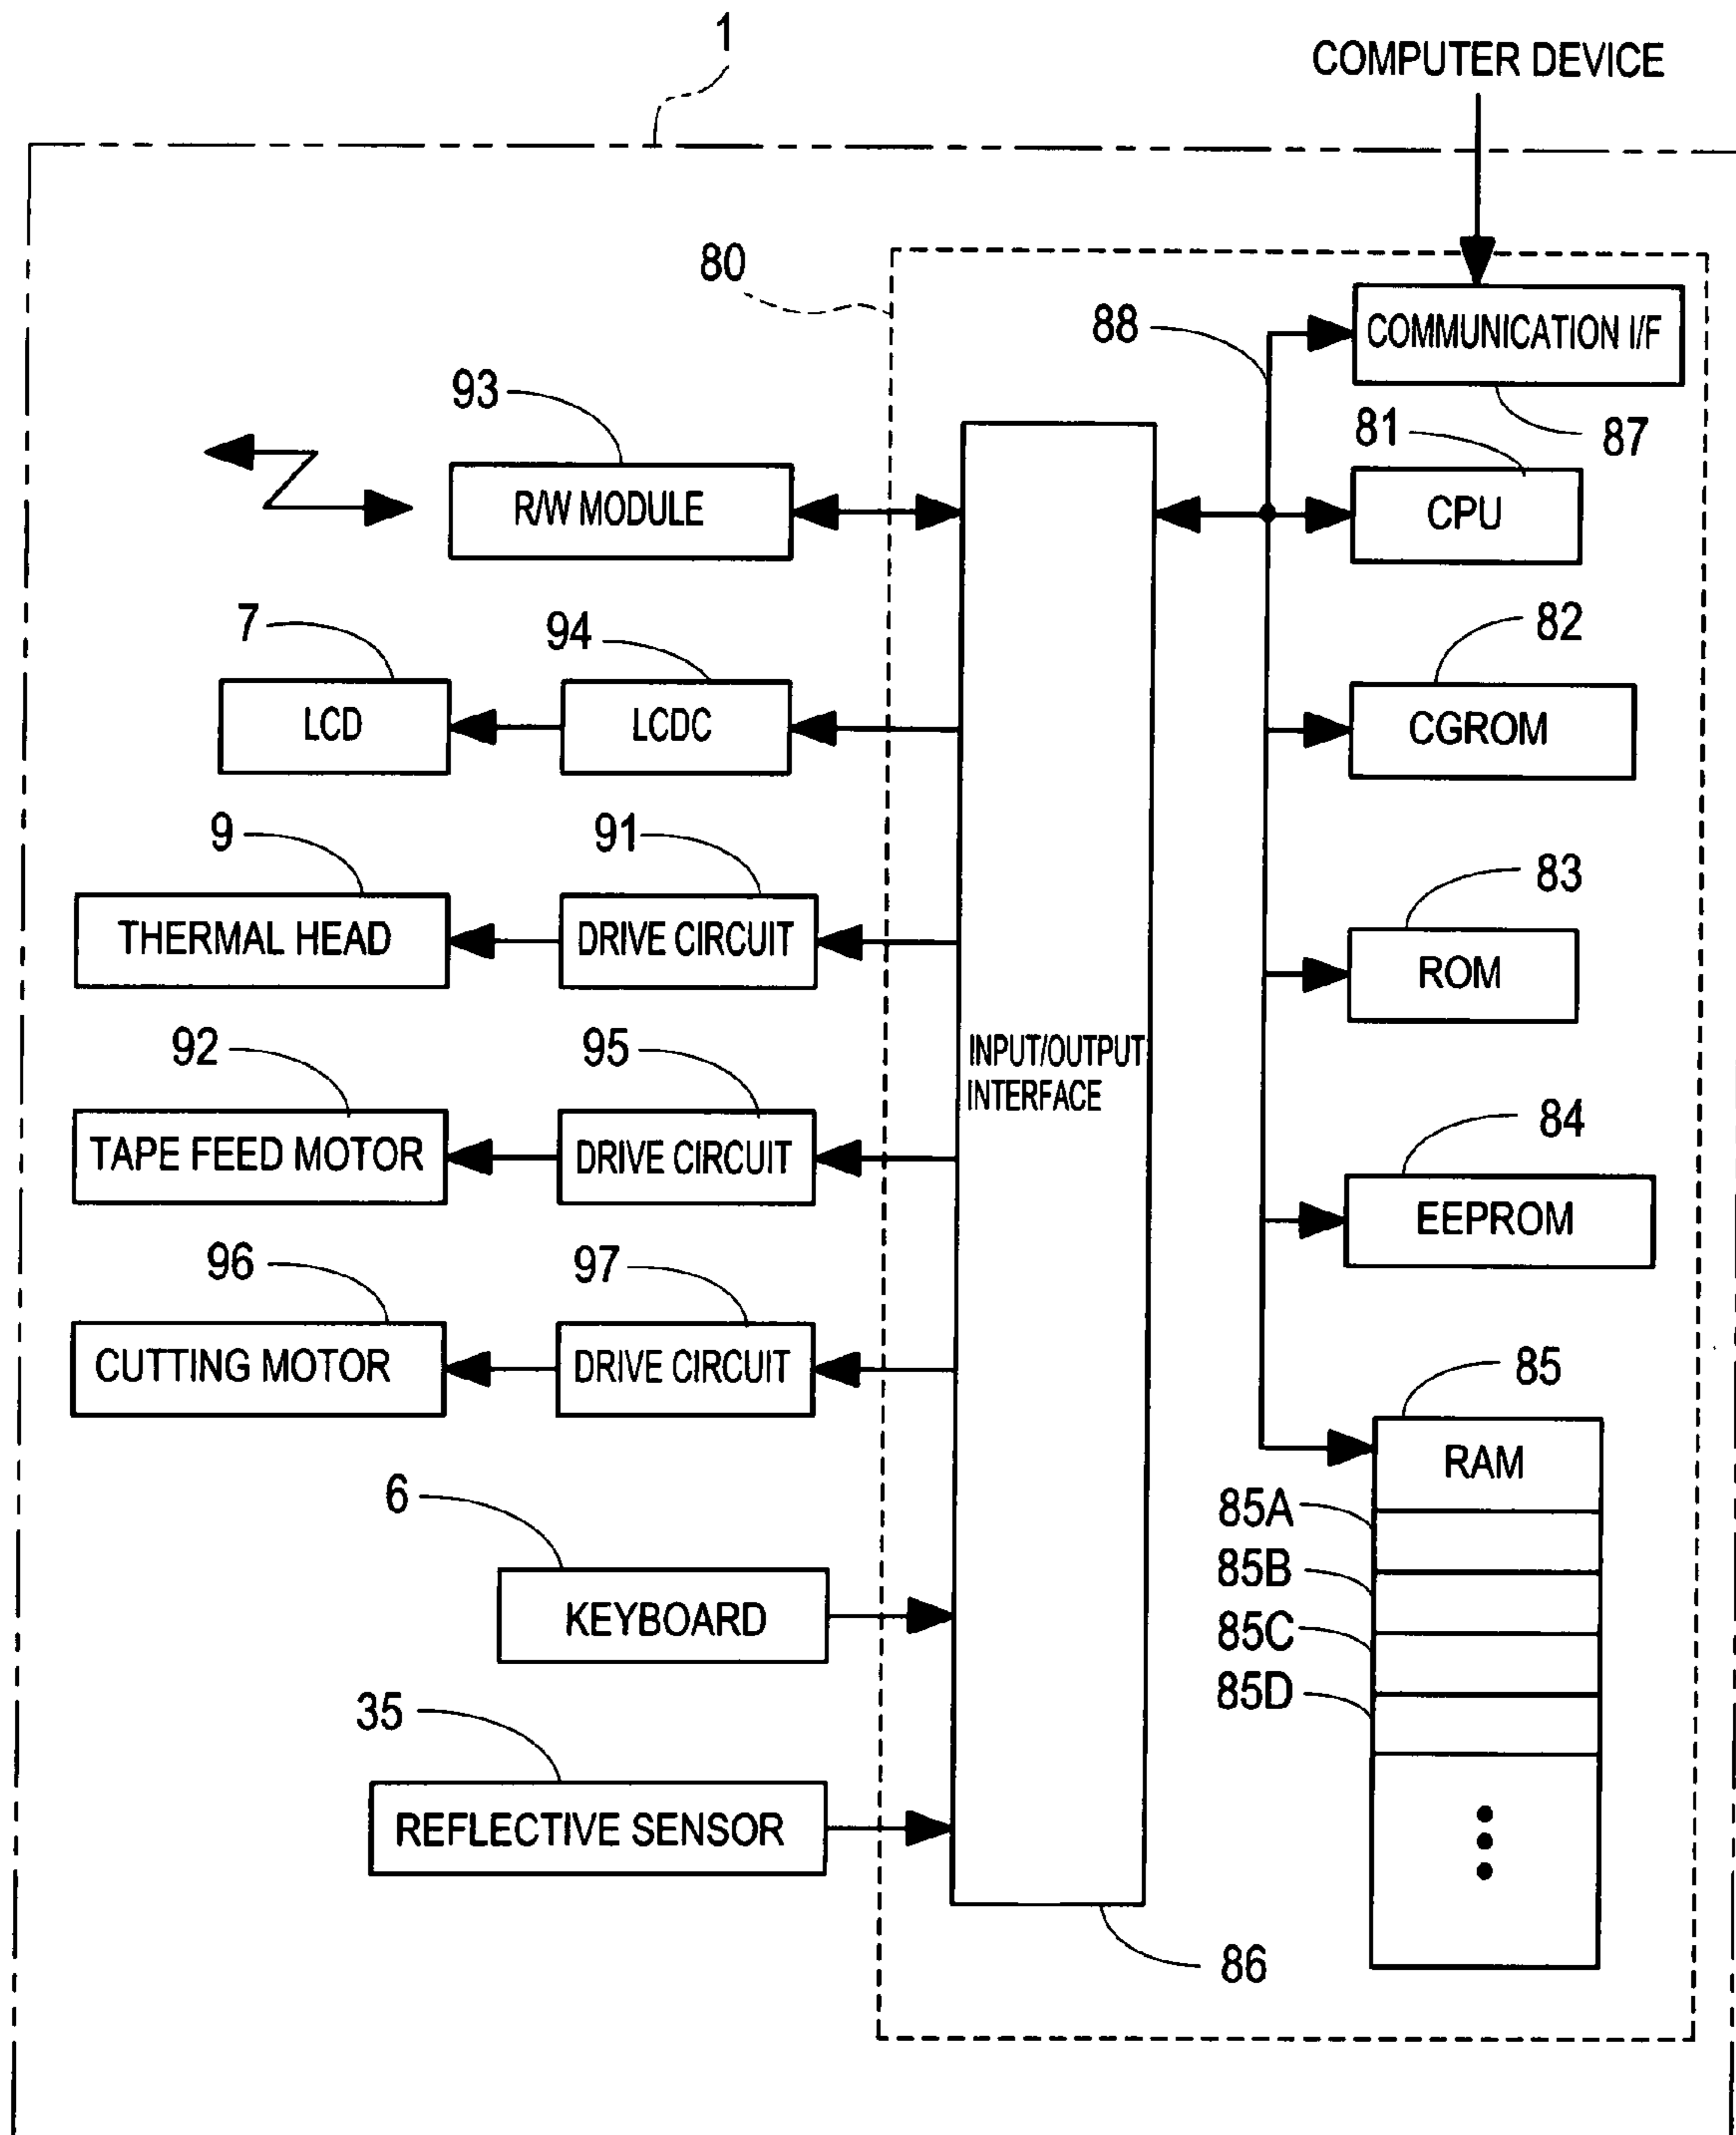 1
COMPUTER DEVICE
80
88
COMMUNICATION I/F
87
93
R/W MODULE
81
CPU
7
94
LCD
LCDC
82
CGROM
9
91
THERMAL HEAD
DRIVE CIRCUIT
83
ROM
INPUT/OUTPUT
INTERFACE
92
95
TAPE FEED MOTOR
DRIVE CIRCUIT
84
EEPROM
96
97
CUTTING MOTOR
DRIVE CIRCUIT
85
RAM
85A
85B
85C
85D
6
KEYBOARD
35
REFLECTIVE SENSOR
86